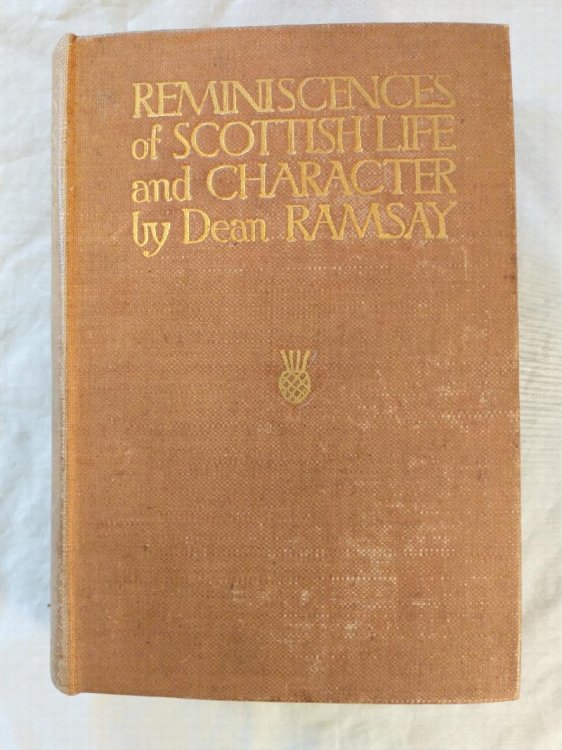 REMINISCENCES
of SCOTTISH LIFE
and CHARACTER
by Dean RAMSAY